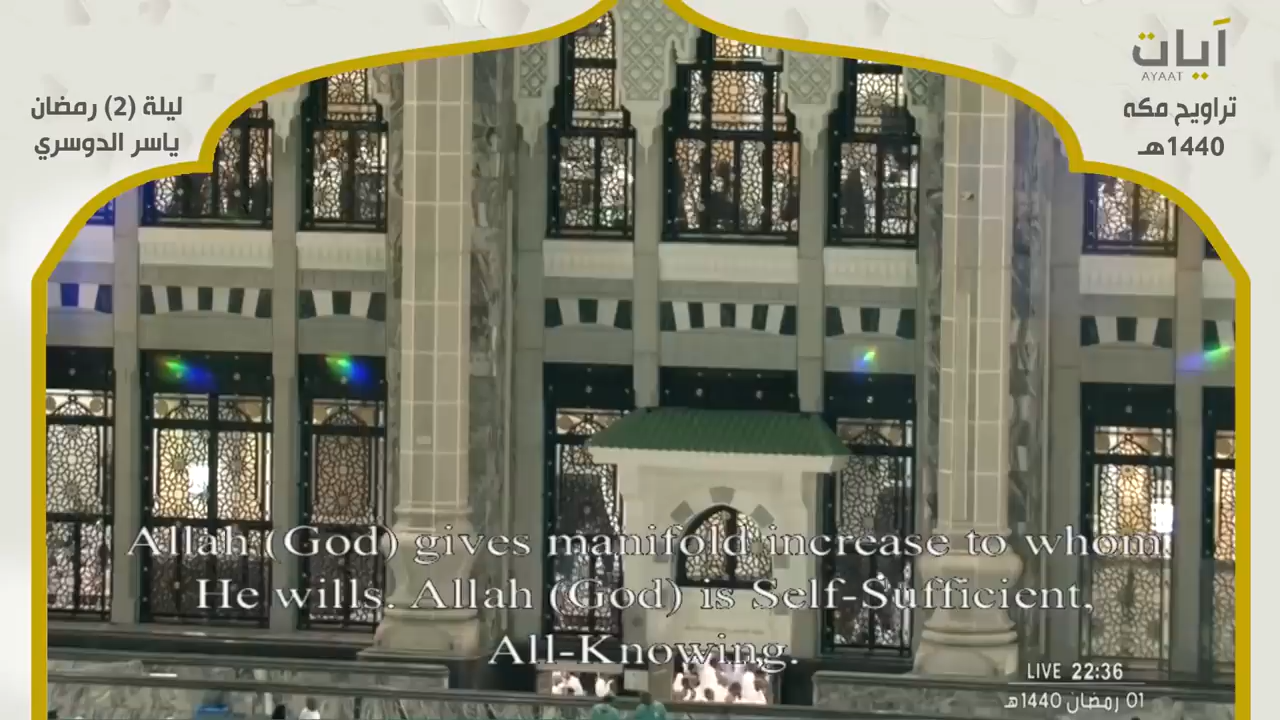 آيات
AYAAT
تراويح مكه
1440هـ
ليلة (2) رمضان
ياسر الدوسري
Allah (God) gives manifold increase to whom
He wills. Allah (God) is Self-Sufficient,
All-Knowing.
LIVE 22:36
01 رمضان 1440هـ